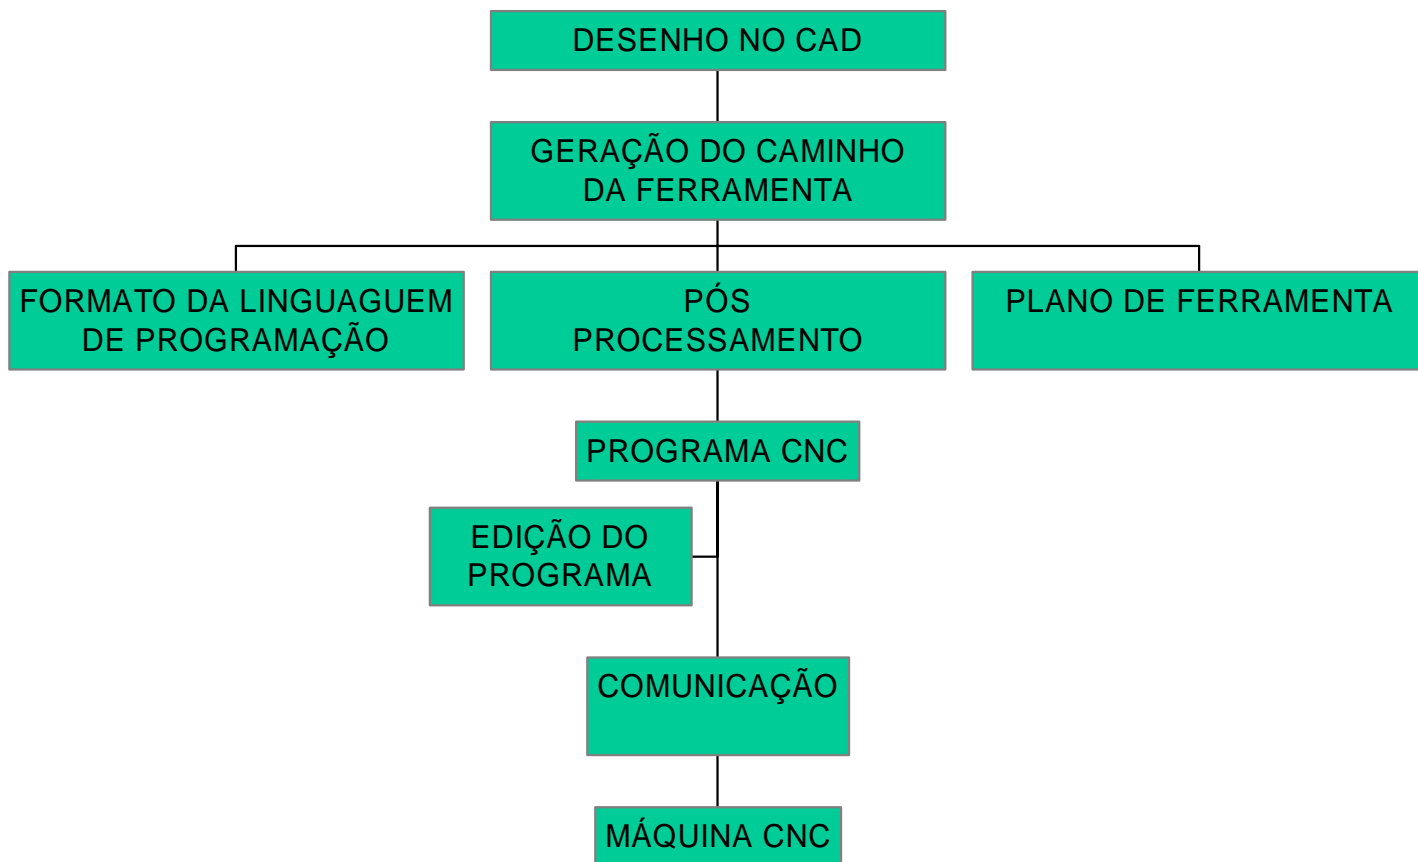 DESENHO NO CAD
GERAÇÃO DO CAMINHO
DA FERRAMENTA
FORMATO DA LINGUAGUEM
DE PROGRAMAÇÃO
PÓS
PROCESSAMENTO
PLANO DE FERRAMENTA
PROGRAMA CNC
EDIÇÃO DO
PROGRAMA
COMUNICAÇÃO
MÁQUINA CNC